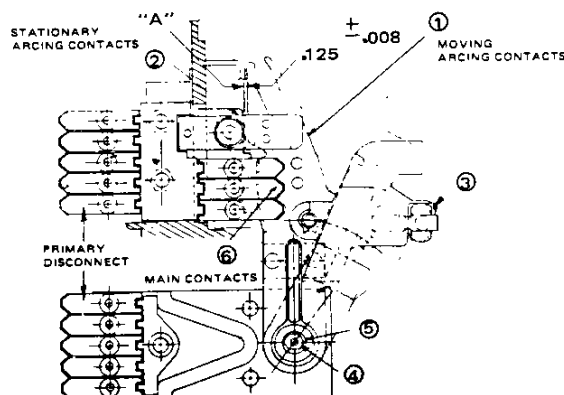 "A"
STATIONARY
ARCING CONTACTS
②
.125
± .008
①
MOVING
ARCING CONTACTS
③
PRIMARY
DISCONNECT
⑥
MAIN CONTACTS
⑤
④